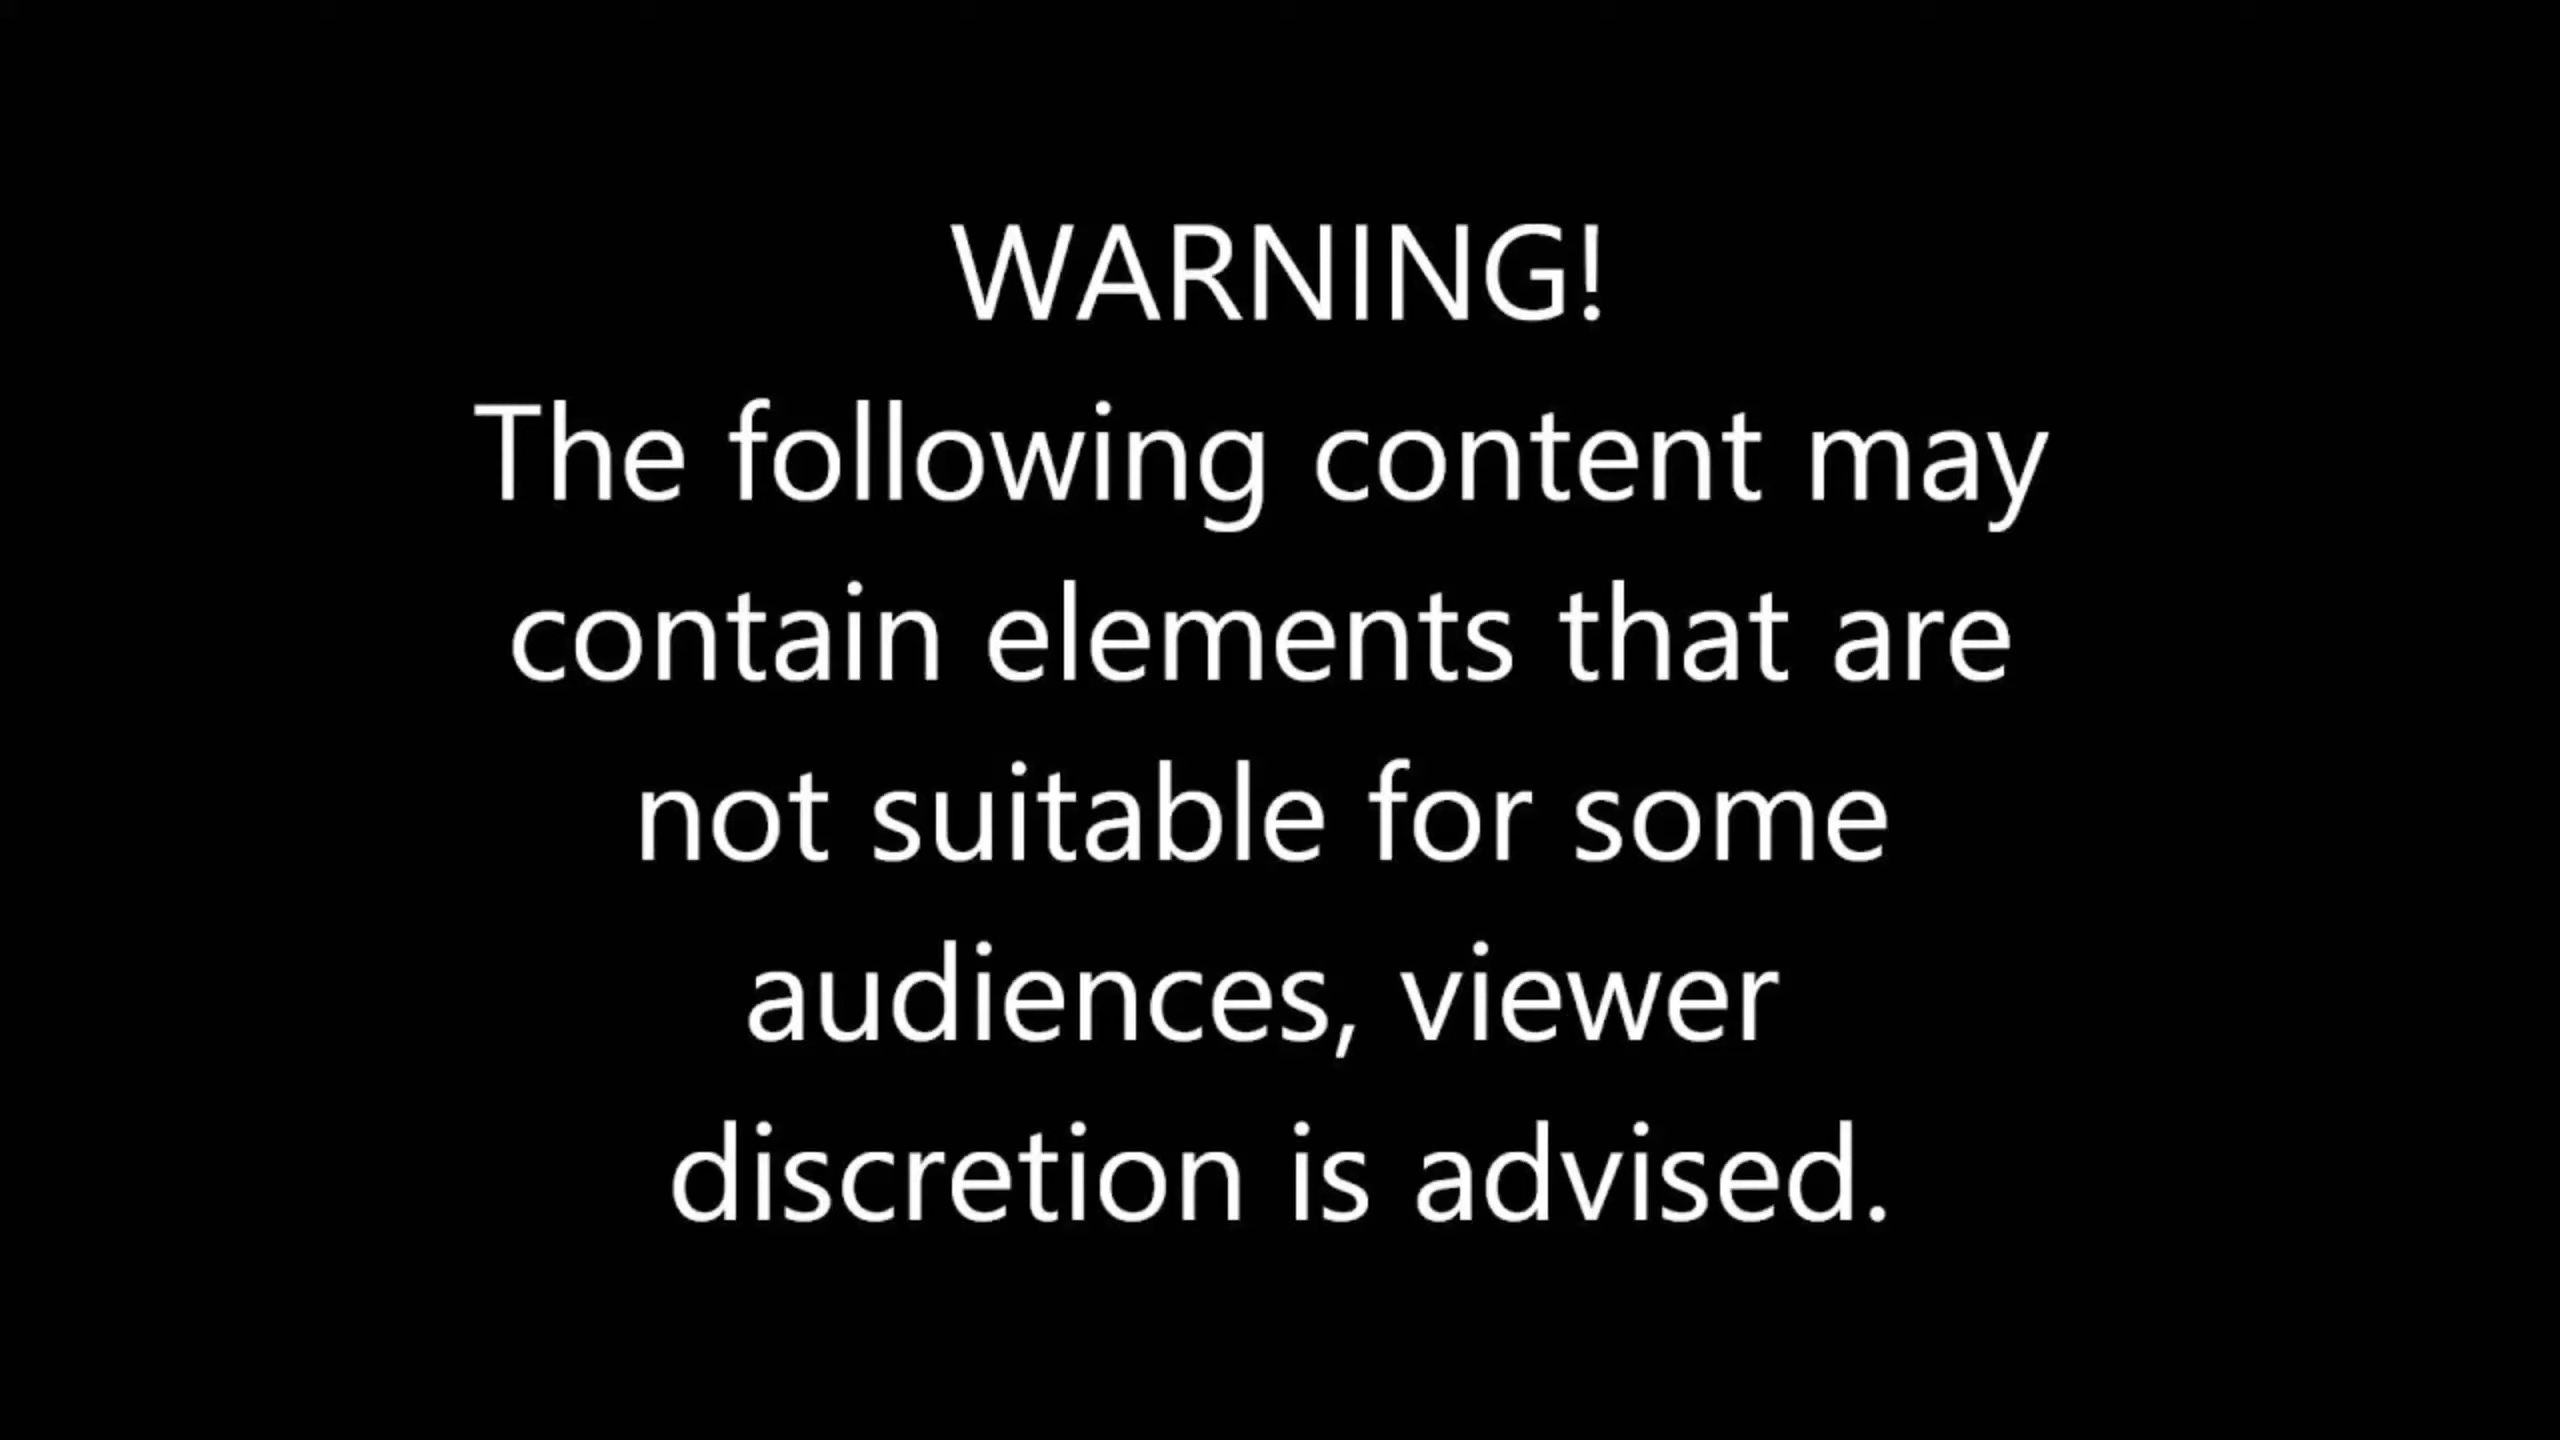 WARNING!
The following content may
contain elements that are
not suitable for some
audiences, viewer
discretion is advised.